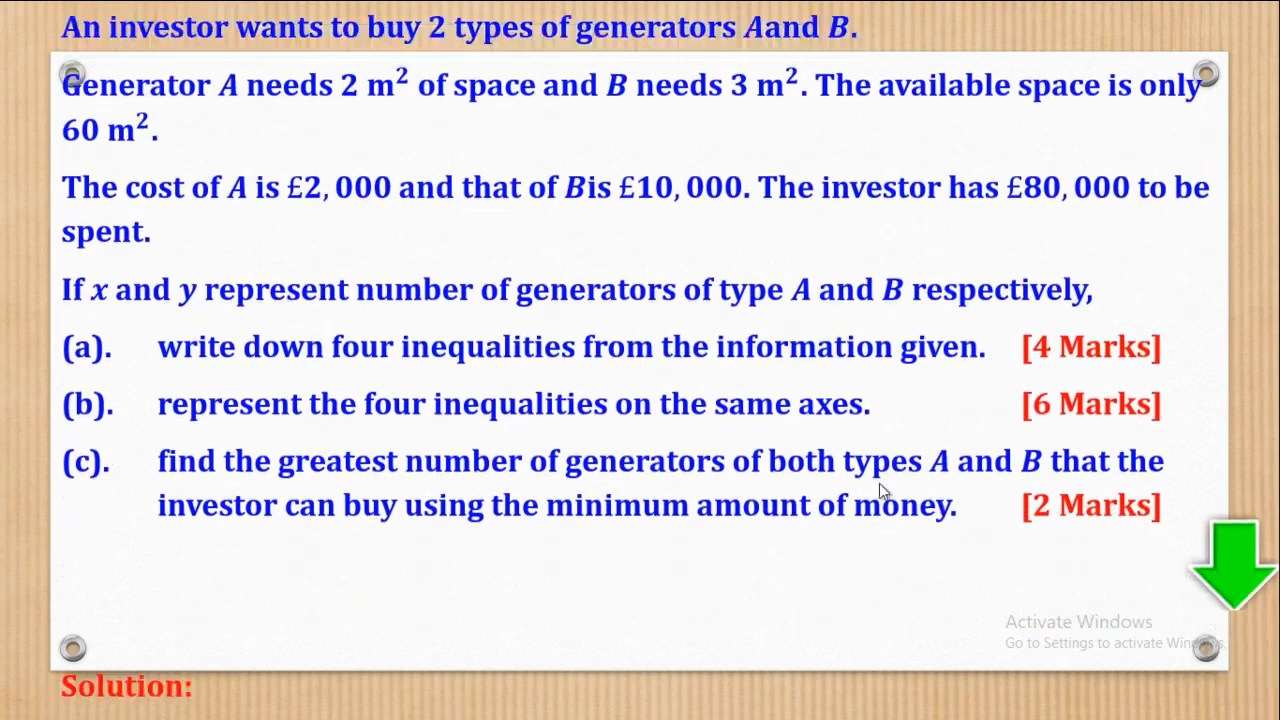 An investor wants to buy 2 types of generators Aand B.
Generator A needs 2 m² of space and B needs 3 m². The available space is only
60 m².
The cost of A is £2, 000 and that of Bis £10, 000. The investor has £80, 000 to be
spent.
If x and y represent number of generators of type A and B respectively,
(a). write down four inequalities from the information given. [4 Marks]
(b). represent the four inequalities on the same axes. [6 Marks]
(c). find the greatest number of generators of both types A and B that the
investor can buy using the minimum amount of money. [2 Marks]
Activate Windows
Go to Settings to activate Windows.
Solution: